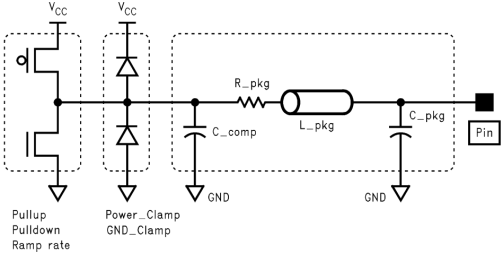 V_CC
V_CC
R_pkg
L_pkg
C_comp
C_pkg
Pin
GND
GND
Pullup
Pulldown
Ramp rate
Power_Clamp
GND_Clamp